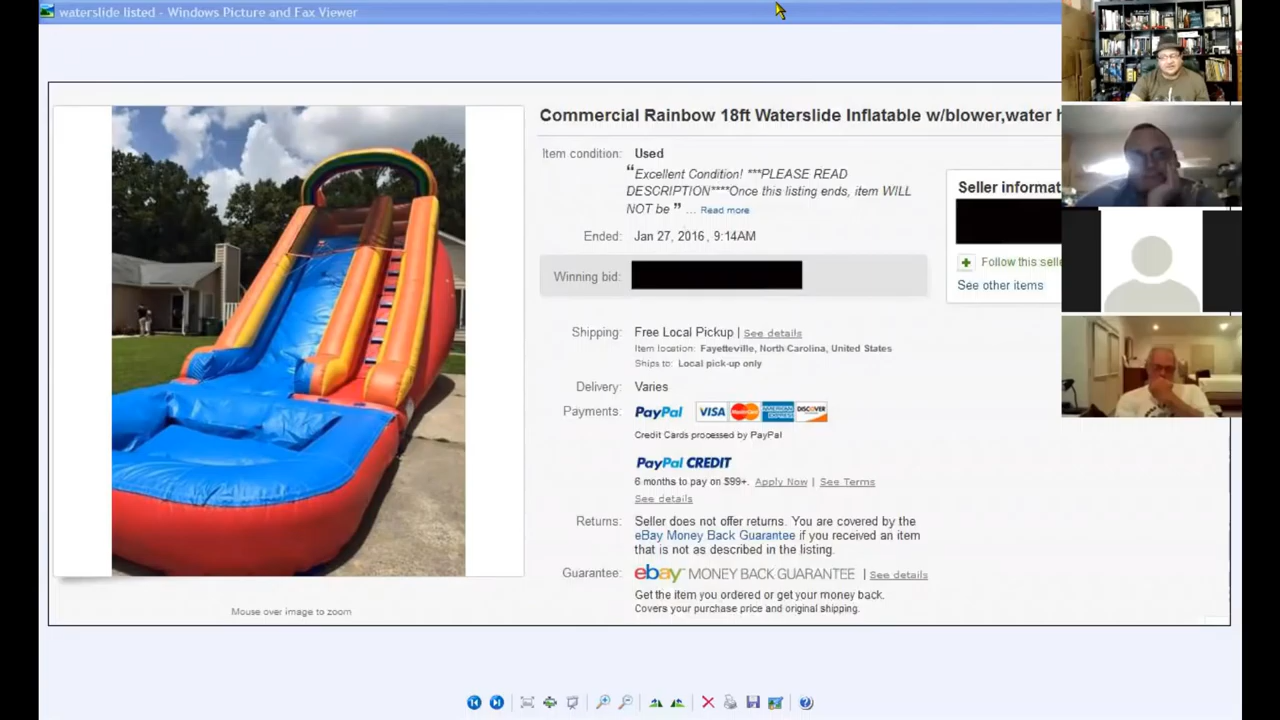 waterslide listed - Windows Picture and Fax Viewer
Commercial Rainbow 18ft Waterslide Inflatable w/blower,water
Item condition: Used
“Excellent Condition! ***PLEASE READ
DESCRIPTION****Once this listing ends, item WILL
NOT be ” ... Read more
Ended: Jan 27, 2016 , 9:14AM
Winning bid:
Shipping: Free Local Pickup | See details
Item location: Fayetteville, North Carolina, United States
Ships to: Local pick-up only
Delivery: Varies
Payments: PayPal VISA MasterCard AMERICAN EXPRESS DISCOVER
Credit Cards processed by PayPal
PayPal CREDIT
6 months to pay on $99+. Apply Now | See Terms
See details
Returns: Seller does not offer returns. You are covered by the
eBay Money Back Guarantee if you received an item
that is not as described in the listing.
Guarantee: ebay MONEY BACK GUARANTEE | See details
Get the item you ordered or get your money back.
Covers your purchase price and original shipping.
Seller informat
+ Follow this selle
See other items
Mouse over image to zoom